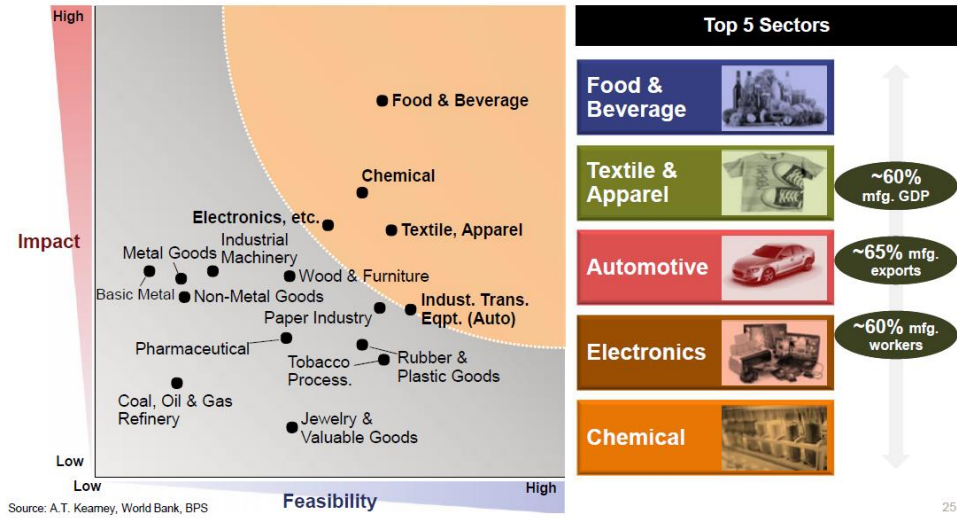 High
Impact
Low
Low
Feasibility
High
Food & Beverage
Chemical
Electronics, etc.
Textile, Apparel
Metal Goods
Industrial
Machinery
Basic Metal
Non-Metal Goods
Wood & Furniture
Paper Industry
Indust. Trans.
Eqpt. (Auto)
Pharmaceutical
Tobacco
Process.
Rubber &
Plastic Goods
Coal, Oil & Gas
Refinery
Jewelry &
Valuable Goods
Top 5 Sectors
Food &
Beverage
Textile &
Apparel
Automotive
Electronics
Chemical
~60%
mfg. GDP
~65% mfg.
exports
~60% mfg.
workers
Source: A.T. Kearney, World Bank, BPS
25